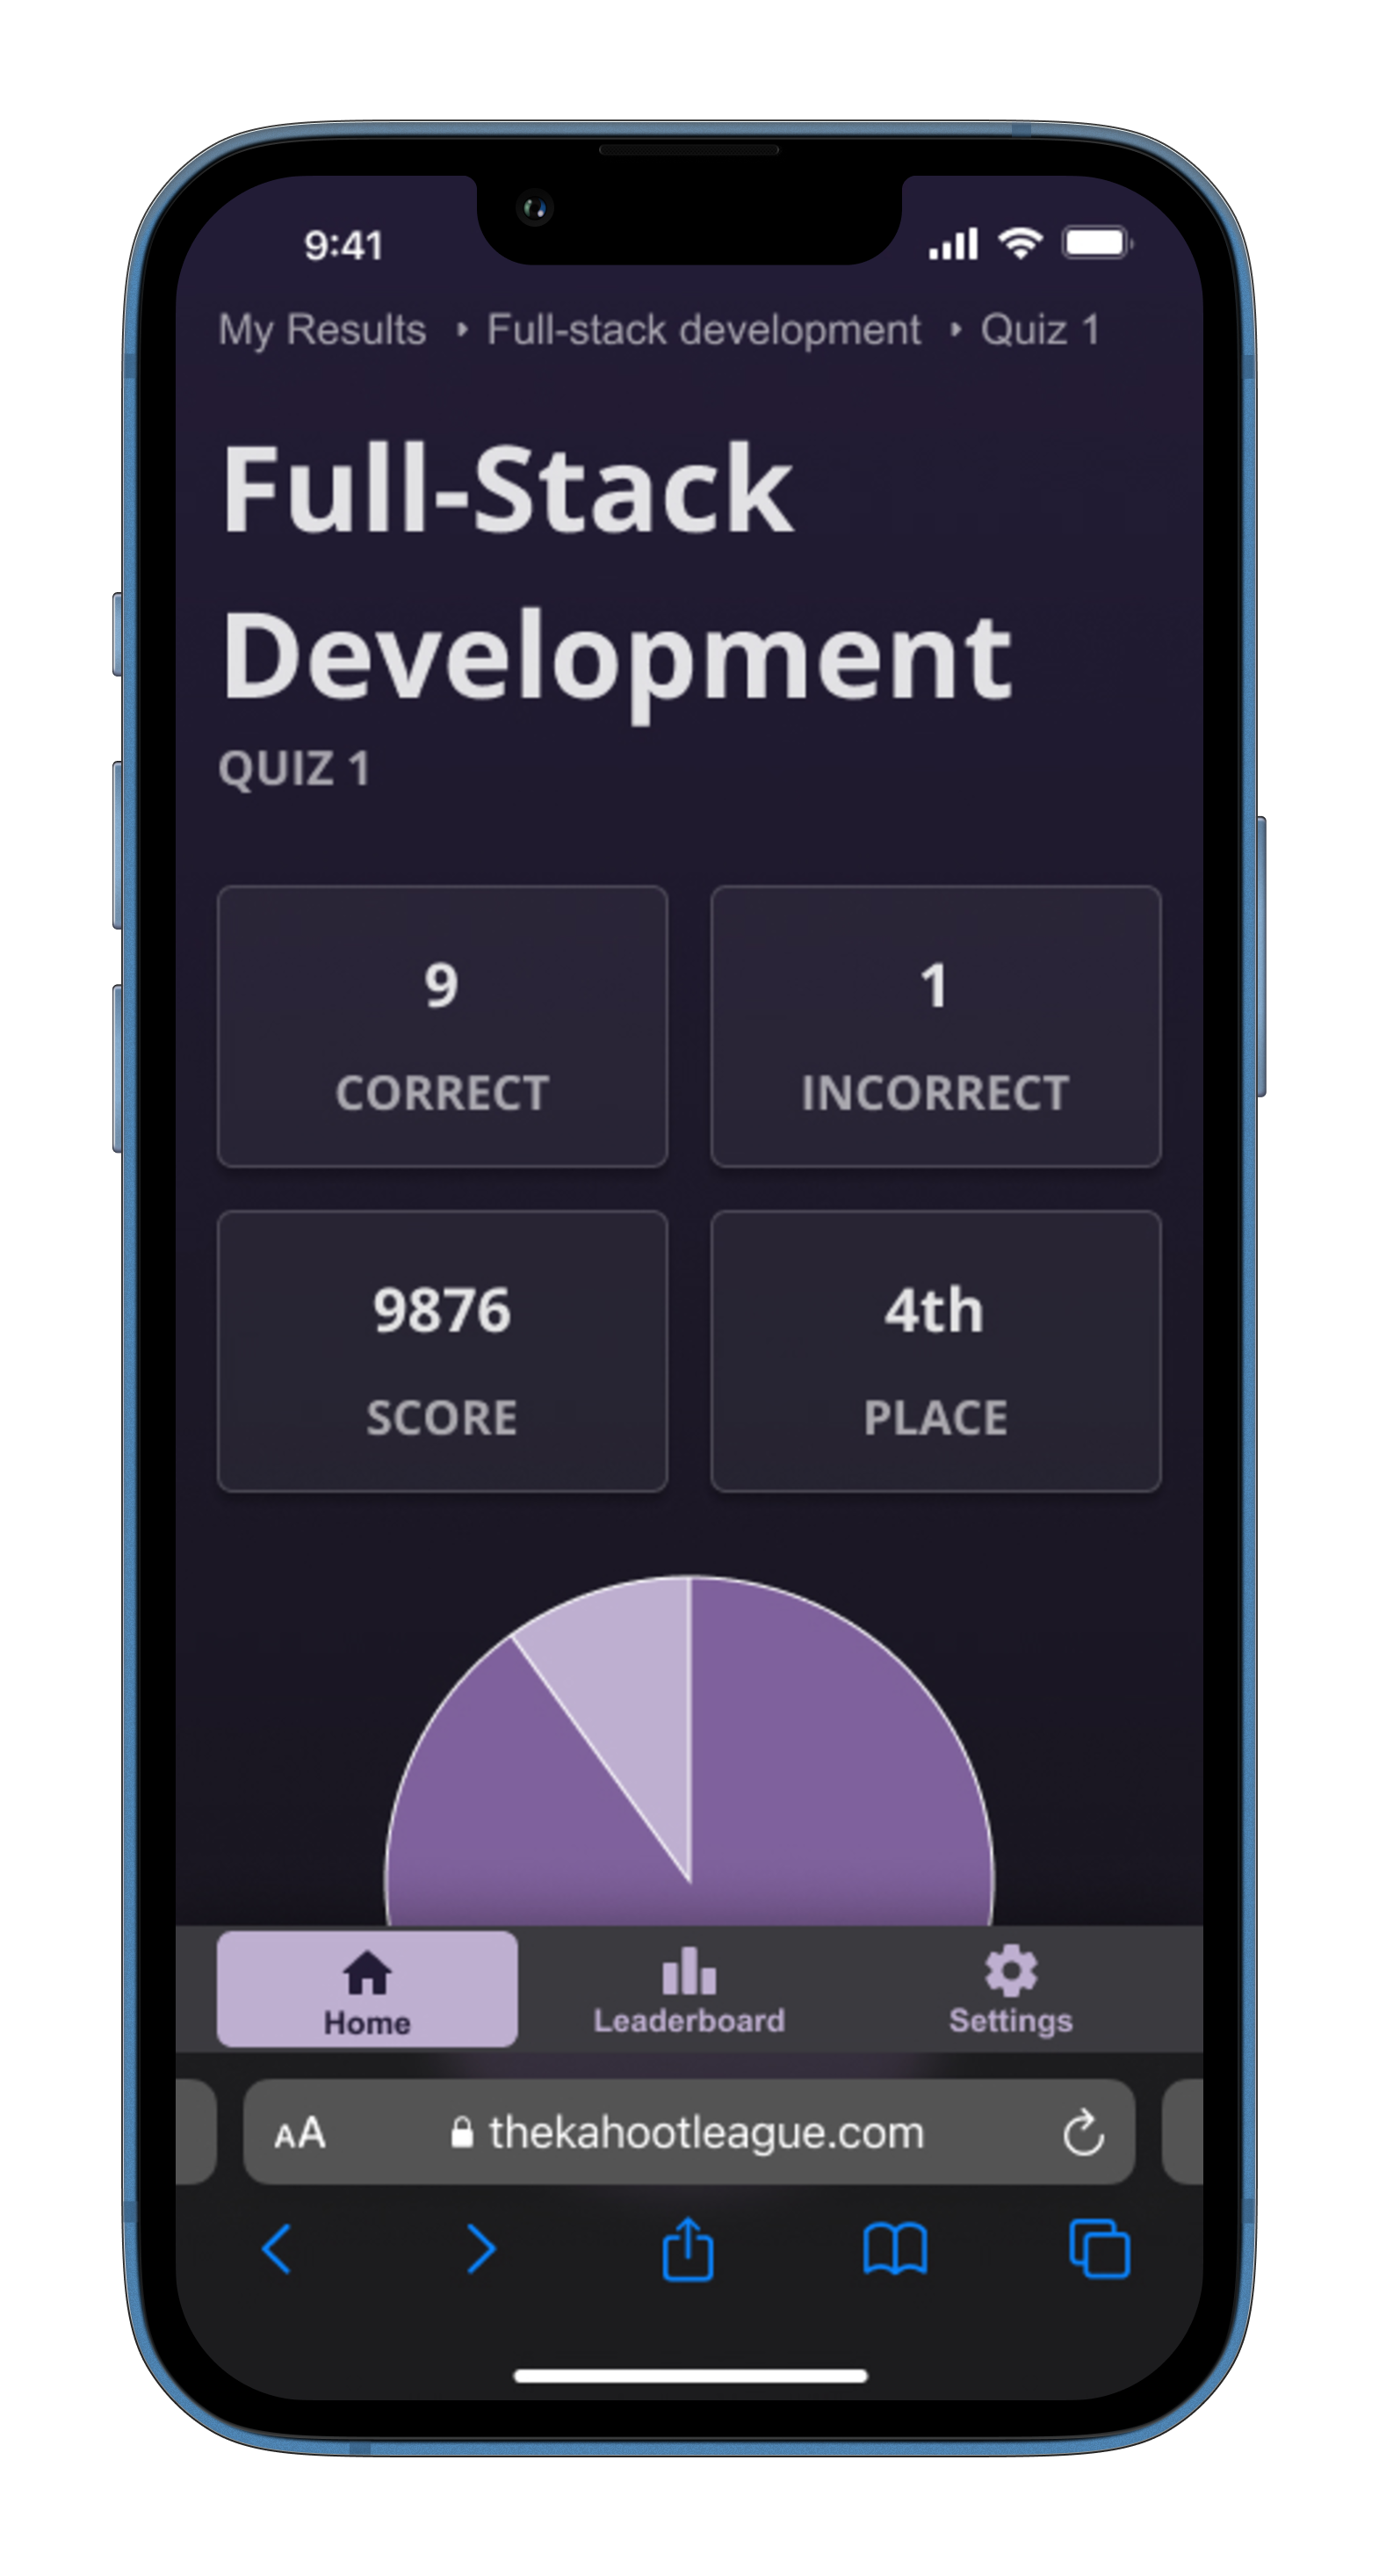 9:41
My Results ‣ Full-stack development ‣ Quiz 1
Full-Stack
Development
QUIZ 1
9
CORRECT
1
INCORRECT
9876
SCORE
4th
PLACE
Home
Leaderboard
Settings
AA
thekahootleague.com